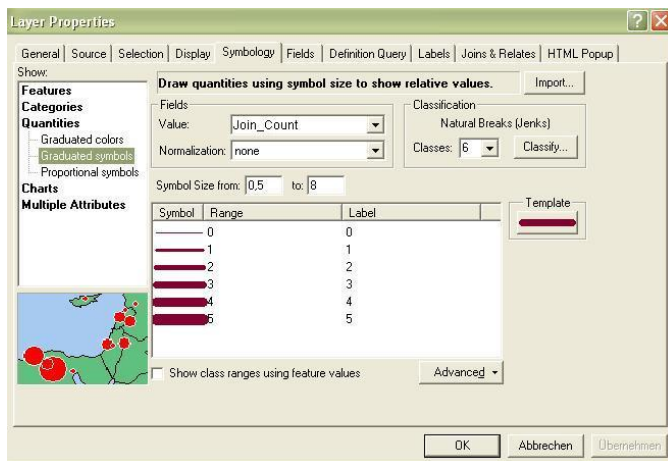 Layer Properties
General Source Selection Display Symbology Fields Definition Query Labels Joins & Relates HTML Popup
Show:
Features
Categories
Quantities
Graduated colors
Graduated symbols
Proportional symbols
Charts
Multiple Attributes
Draw quantities using symbol size to show relative values.
Import...
Fields
Value: Join_Count
Normalization: none
Classification
Natural Breaks (Jenks)
Classes: 6 Classify...
Symbol Size from: 0,5 to: 8
Symbol Range Label
0 0
1 1
2 2
3 3
4 4
5 5
Template
Show class ranges using feature values
Advanced
OK Abbrechen Übernehmen